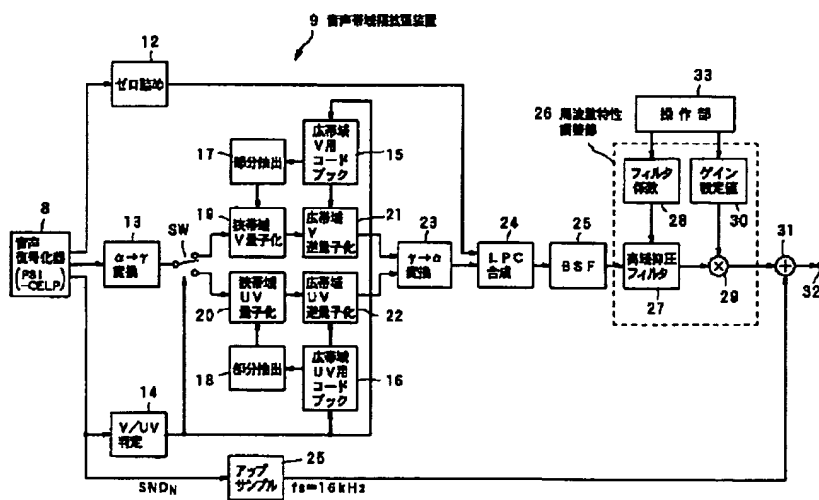 9 音声帯域幅拡張装置
12
ゼロ詰め
33
操作部
26 周波数特性
調整部
17
部分抽出
広帯域
V用
コード
ブック
15
フィルタ
係数
28
ゲイン
設定値
30
8
音声
復号化器
(PSI
-CELP)
13
α→γ
変換
SW
19
狭帯域
V量子化
広帯域
V
逆量子化
21
23
γ→α
変換
24
LPC
合成
25
BSF
高域抑圧
フィルタ
27
29
31
32
狭帯域
UV
量子化
20
広帯域
UV
逆量子化
22
18
部分抽出
広帯域
UV用
コード
ブック
16
14
V/UV
判定
25
アップ
サンプル
SND_N
fs=16kHz